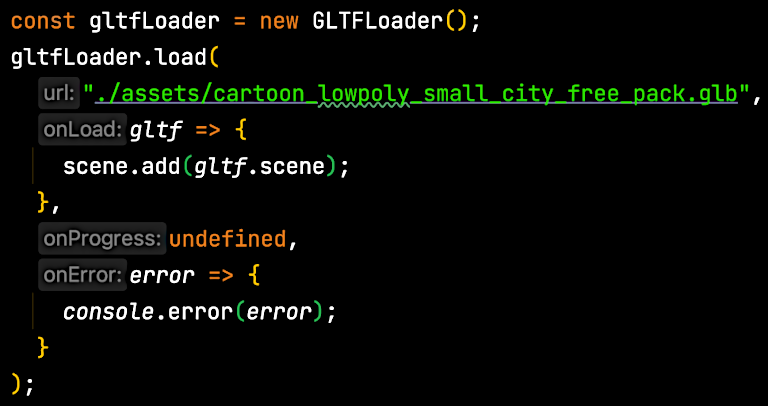 const gltfLoader = new GLTFLoader();
gltfLoader.load(
url: "./assets/cartoon_lowpoly_small_city_free_pack.glb",
onLoad: gltf => {
scene.add(gltf.scene);
},
onProgress: undefined,
onError: error => {
console.error(error);
}
);